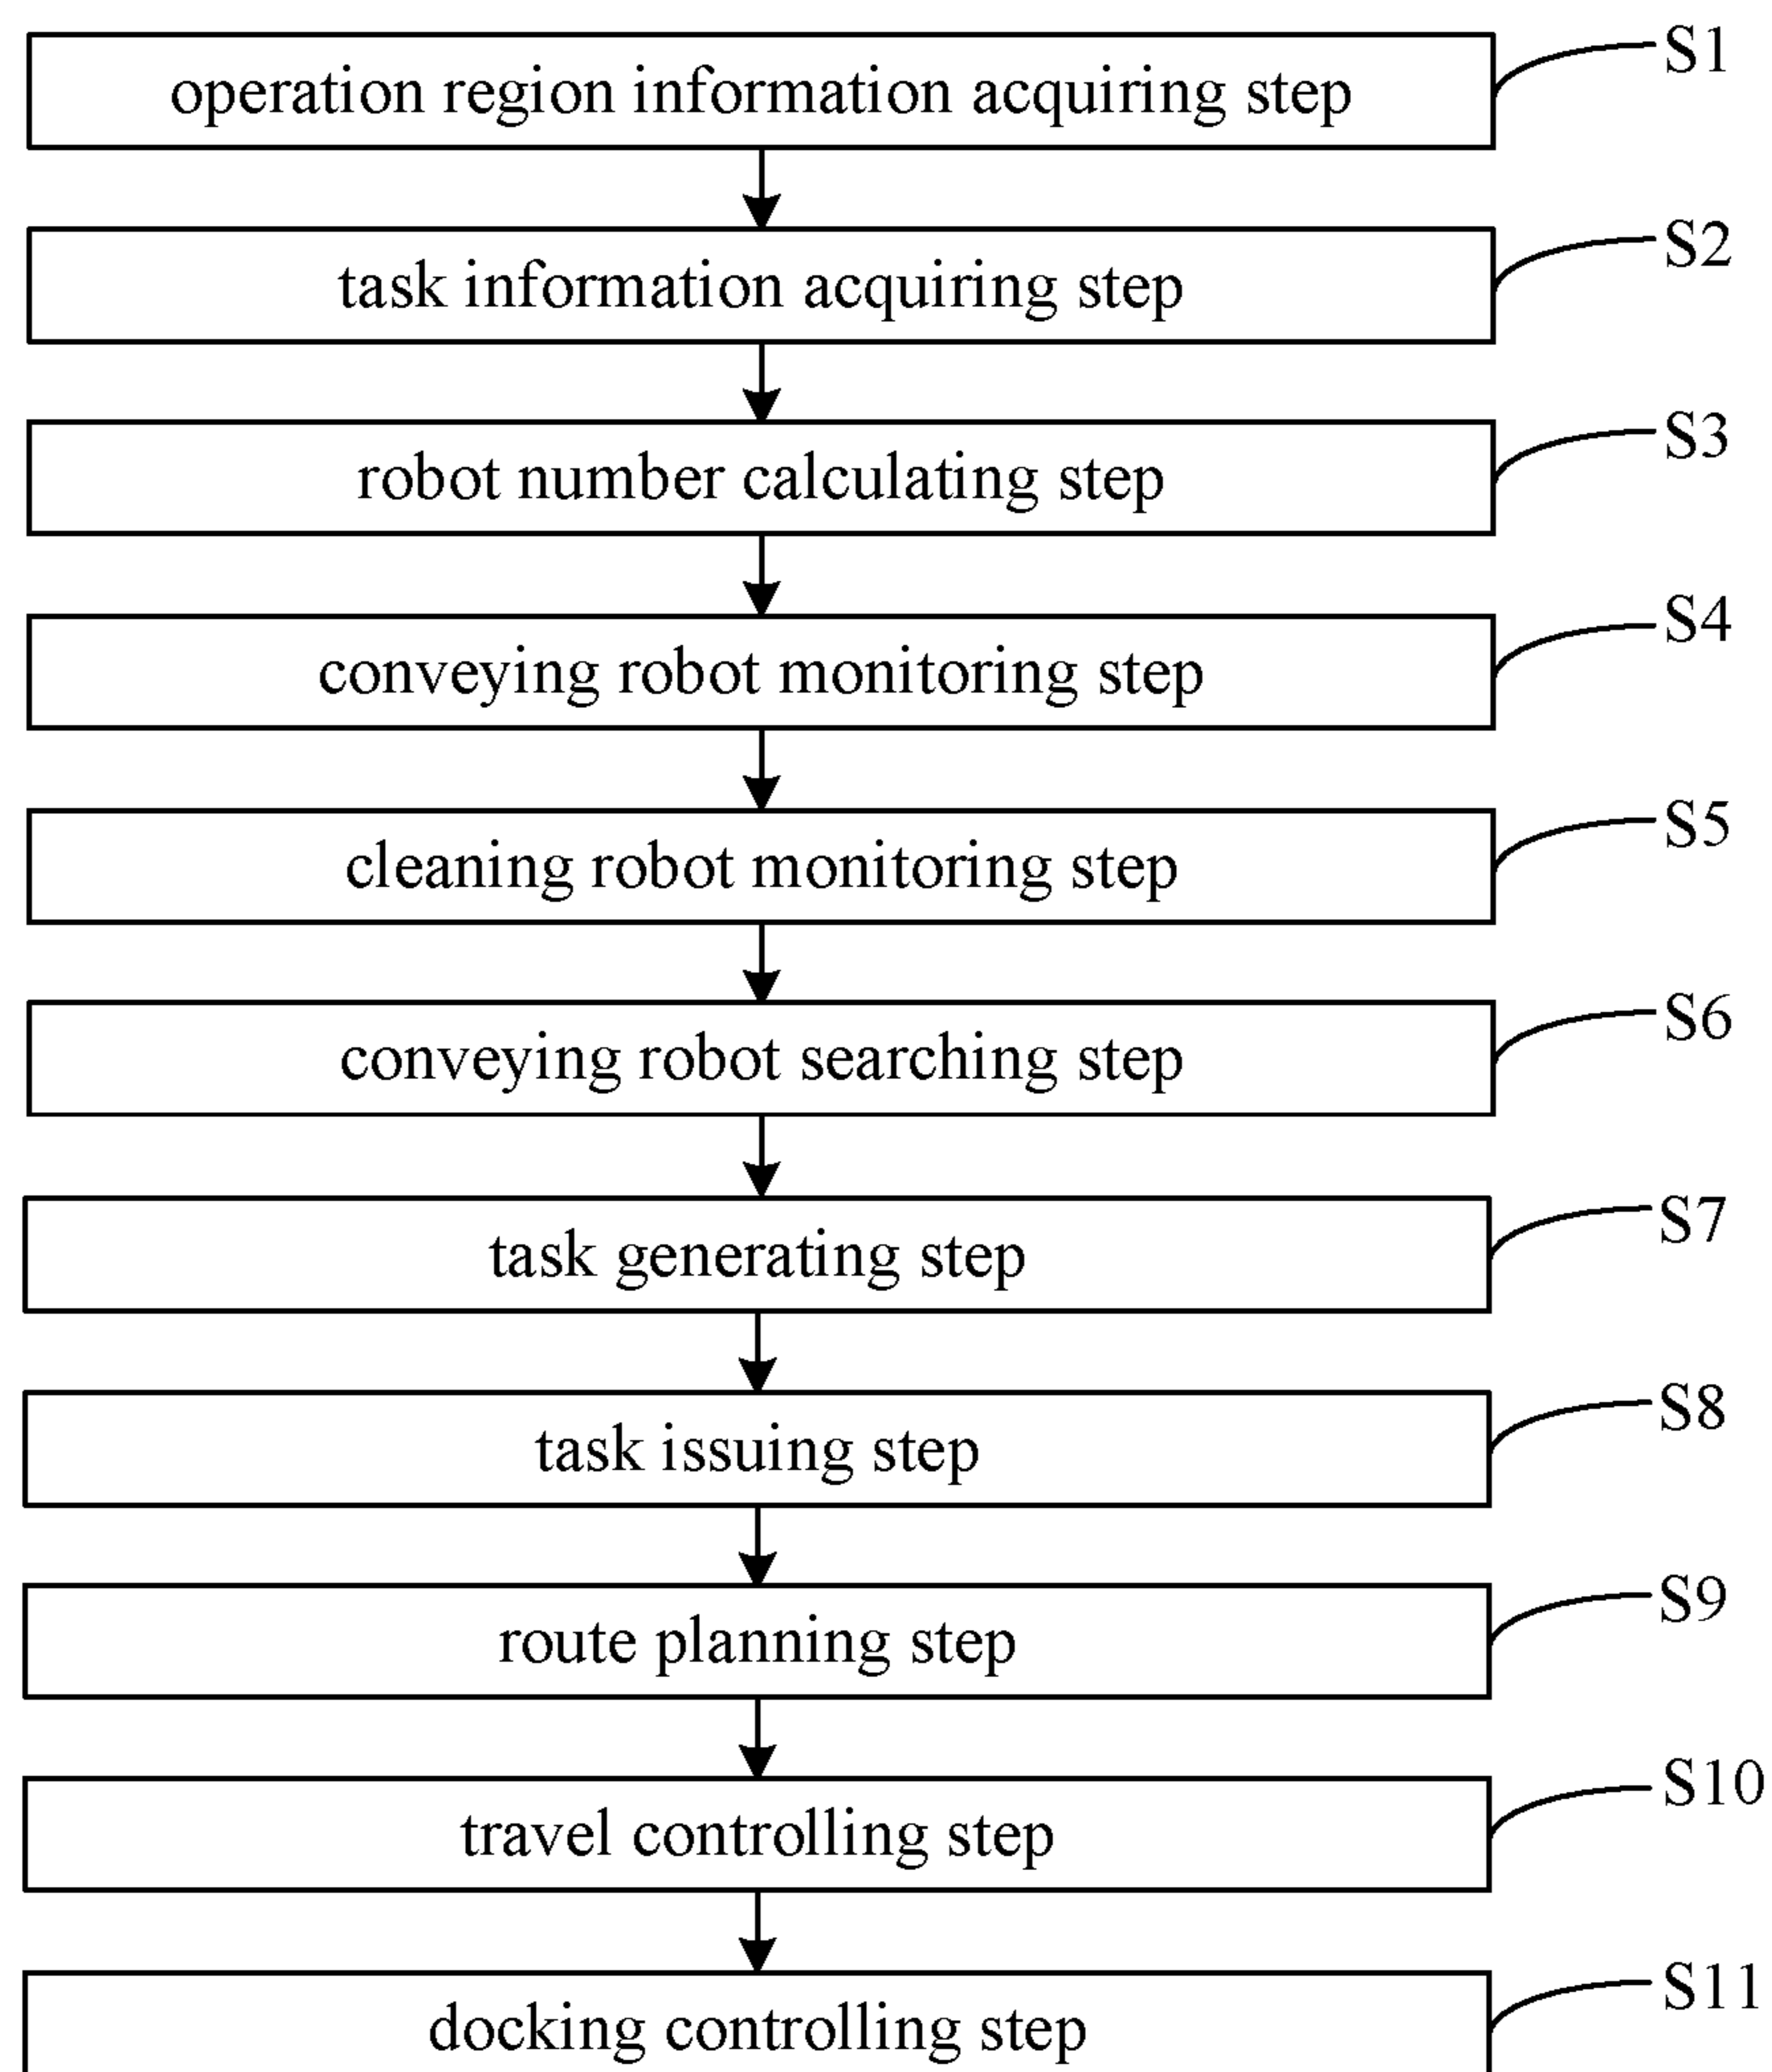 operation region information acquiring step S1
task information acquiring step S2
robot number calculating step S3
conveying robot monitoring step S4
cleaning robot monitoring step S5
conveying robot searching step S6
task generating step S7
task issuing step S8
route planning step S9
travel controlling step S10
docking controlling step S11